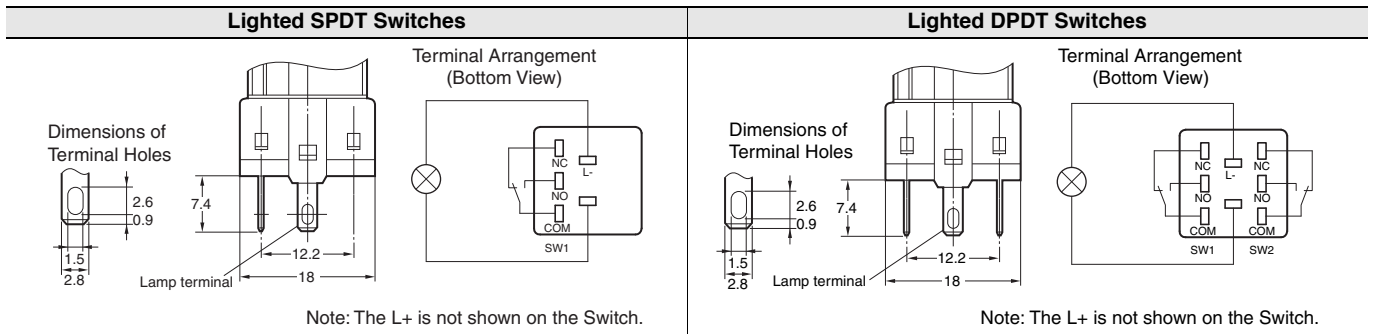 Lighted SPDT Switches
Terminal Arrangement
(Bottom View)
Dimensions of
Terminal Holes
NC
L-
2.6
NO
7.4
0.9
COM
SW1
12.2
1.5
2.8
Lamp terminal
18
Note: The L+ is not shown on the Switch.
Lighted DPDT Switches
Terminal Arrangement
(Bottom View)
Dimensions of
Terminal Holes
NC
L-
NC
2.6
NO
NO
7.4
0.9
COM
COM
SW1
SW2
12.2
1.5
2.8
Lamp terminal
18
Note: The L+ is not shown on the Switch.